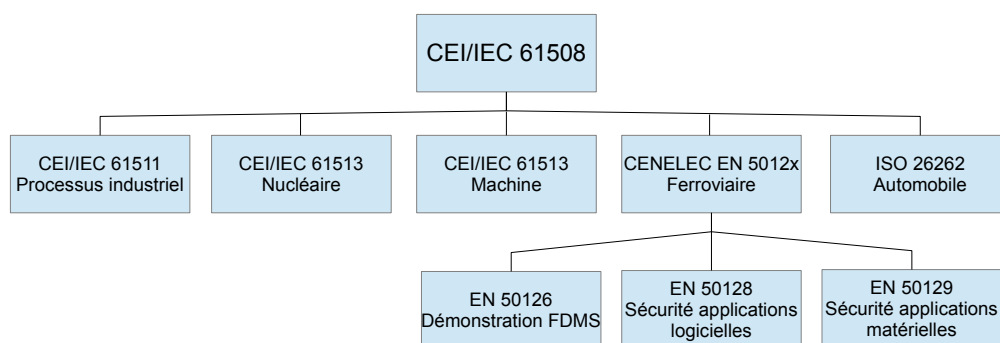 CEI/IEC 61508
CEI/IEC 61511
Processus industriel
CEI/IEC 61513
Nucléaire
CEI/IEC 61513
Machine
CENELEC EN 5012x
Ferroviaire
ISO 26262
Automobile
EN 50126
Démonstration FDMS
EN 50128
Sécurité applications
logicielles
EN 50129
Sécurité applications
matérielles